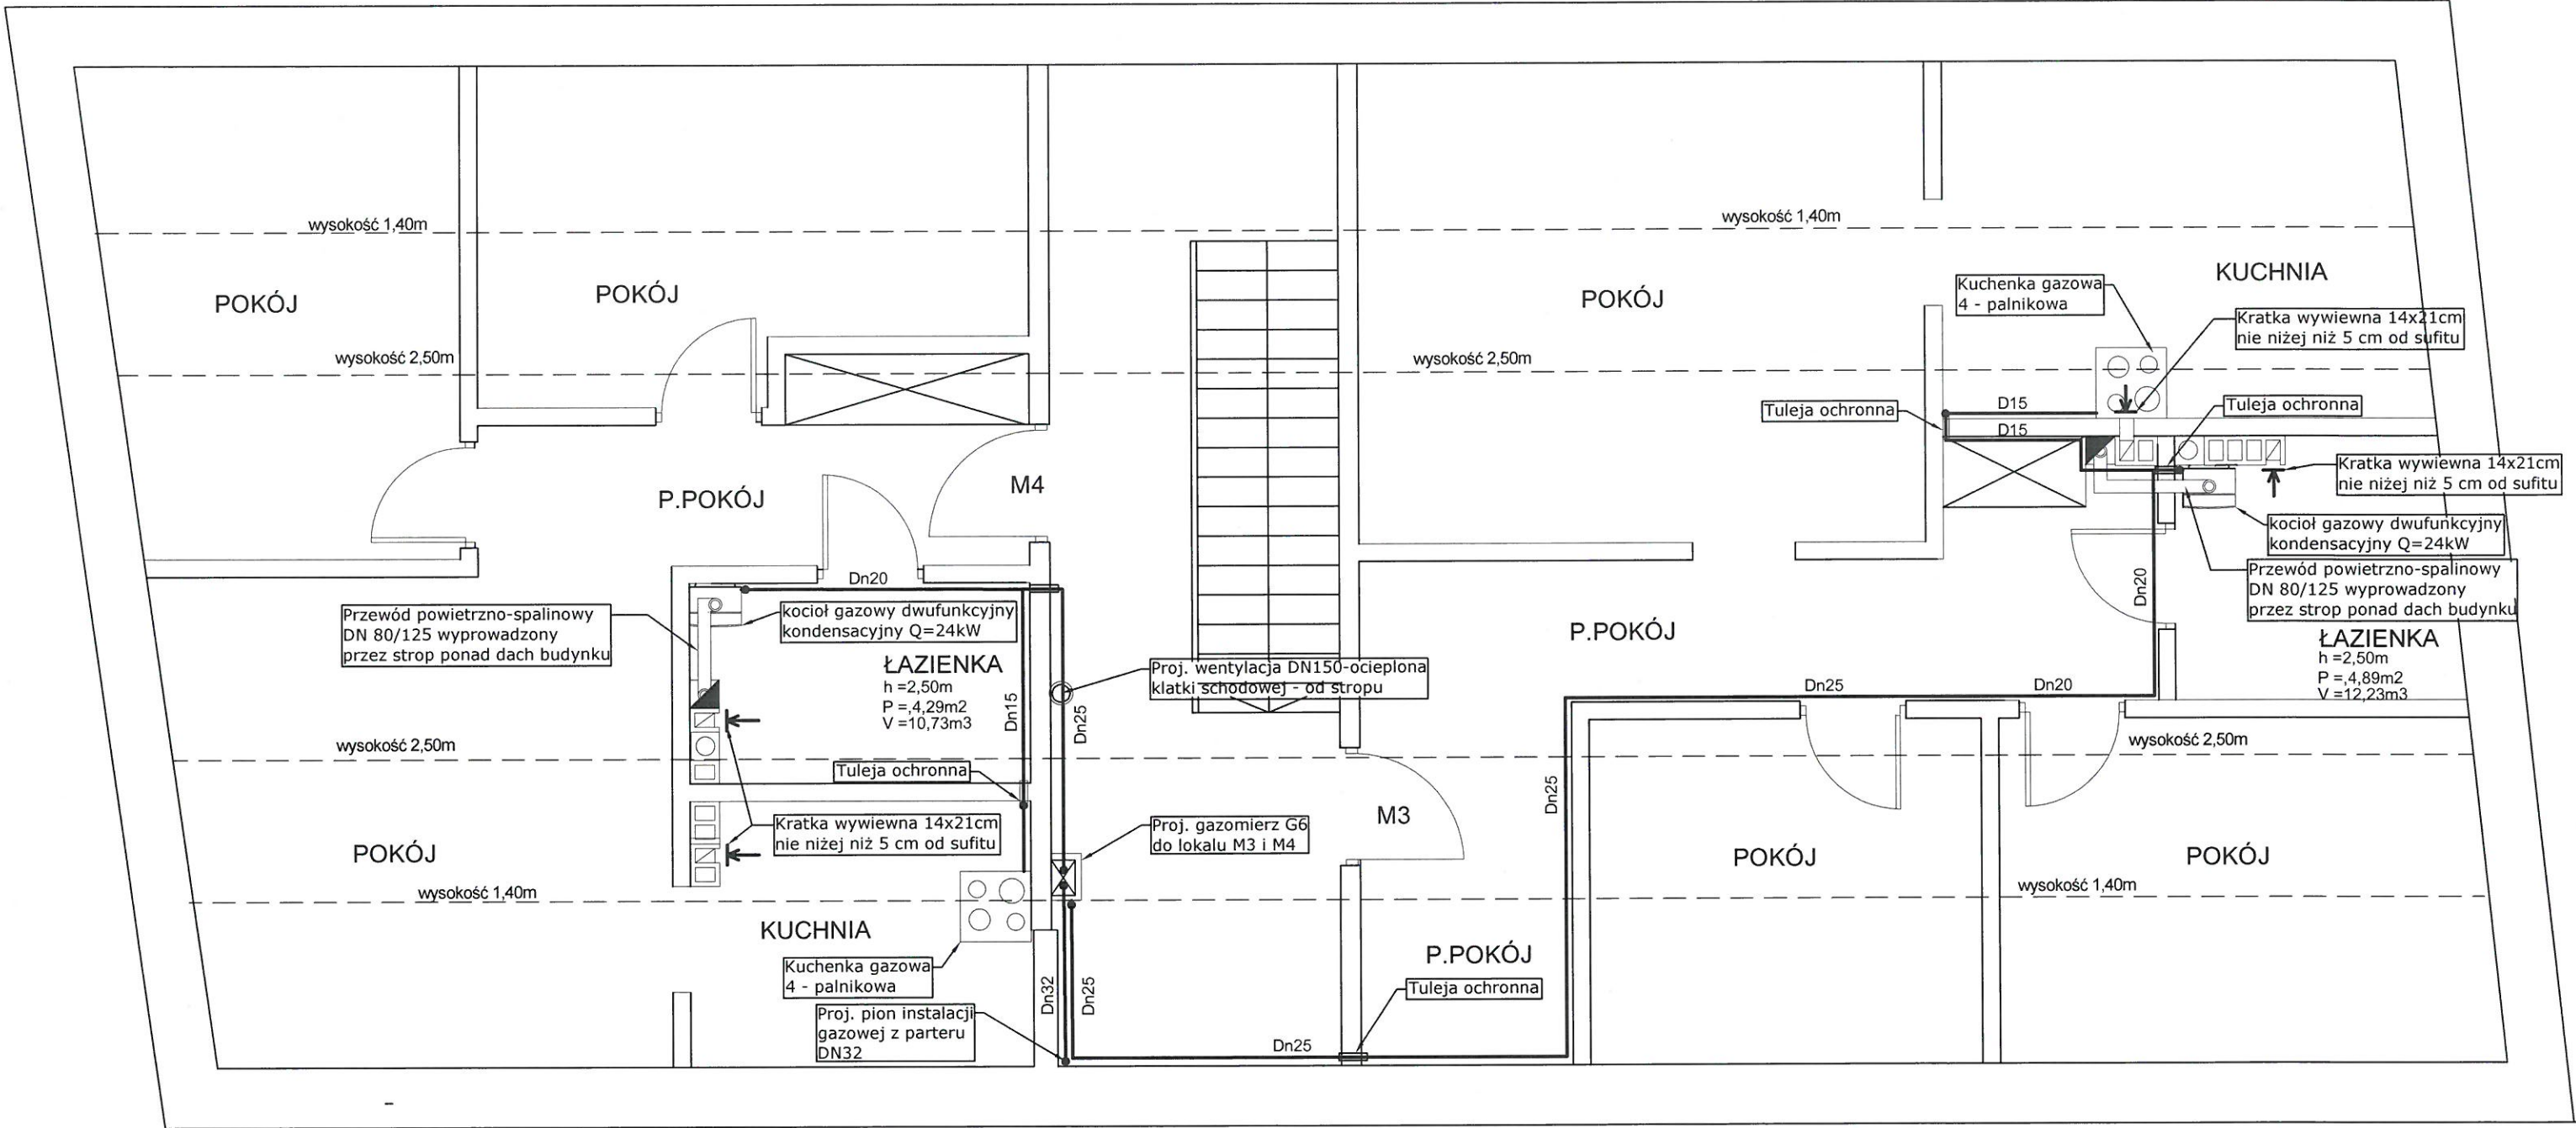 wysokość 1,40m
wysokość 1,40m
POKÓJ
POKÓJ
POKÓJ
KUCHNIA
Kuchenka gazowa
4 - palnikowa
Kratka wywiewna 14x21cm
nie niżej niż 5 cm od sufitu
wysokość 2,50m
wysokość 2,50m
Tuleja ochronna
D15
D15
Tuleja ochronna
Kratka wywiewna 14x21cm
nie niżej niż 5 cm od sufitu
kocioł gazowy dwufunkcyjny
kondensacyjny Q=24kW
Przewód powietrzno-spalinowy
DN 80/125 wyprowadzony
przez strop ponad dach budynku
Dn20
ŁAZIENKA
h =2,50m
P =,4,89m2
V =12,23m3
P.POKÓJ
M4
Dn20
Przewód powietrzno-spalinowy
DN 80/125 wyprowadzony
przez strop ponad dach budynku
kocioł gazowy dwufunkcyjny
kondensacyjny Q=24kW
ŁAZIENKA
h =2,50m
P =,4,29m2
V =10,73m3
Dn15
Dn25
Proj. wentylacja DN150-ocieplona
klatki schodowej - od stropu
P.POKÓJ
Dn25
Dn20
wysokość 2,50m
wysokość 2,50m
Tuleja ochronna
Dn25
M3
Kratka wywiewna 14x21cm
nie niżej niż 5 cm od sufitu
Proj. gazomierz G6
do lokalu M3 i M4
POKÓJ
POKÓJ
POKÓJ
wysokość 1,40m
wysokość 1,40m
KUCHNIA
Kuchenka gazowa
4 - palnikowa
Proj. pion instalacji
gazowej z parteru
DN32
Dn32
Dn25
P.POKÓJ
Tuleja ochronna
Dn25